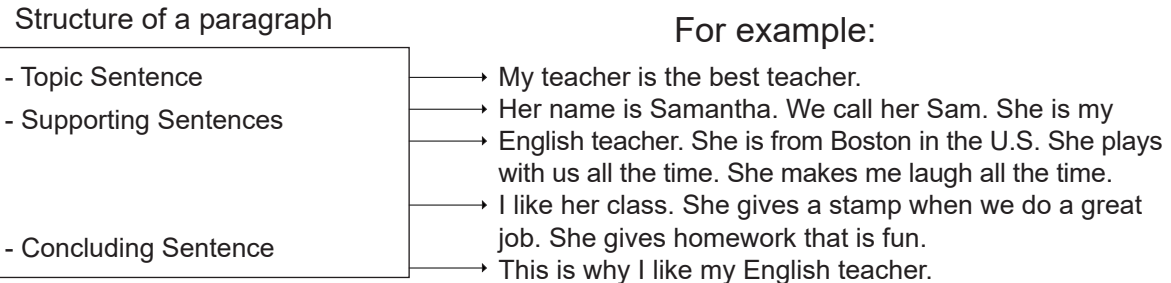 Structure of a paragraph
For example:
- Topic Sentence
- Supporting Sentences
- Concluding Sentence
My teacher is the best teacher.
Her name is Samantha. We call her Sam. She is my
English teacher. She is from Boston in the U.S. She plays
with us all the time. She makes me laugh all the time.
I like her class. She gives a stamp when we do a great
job. She gives homework that is fun.
This is why I like my English teacher.